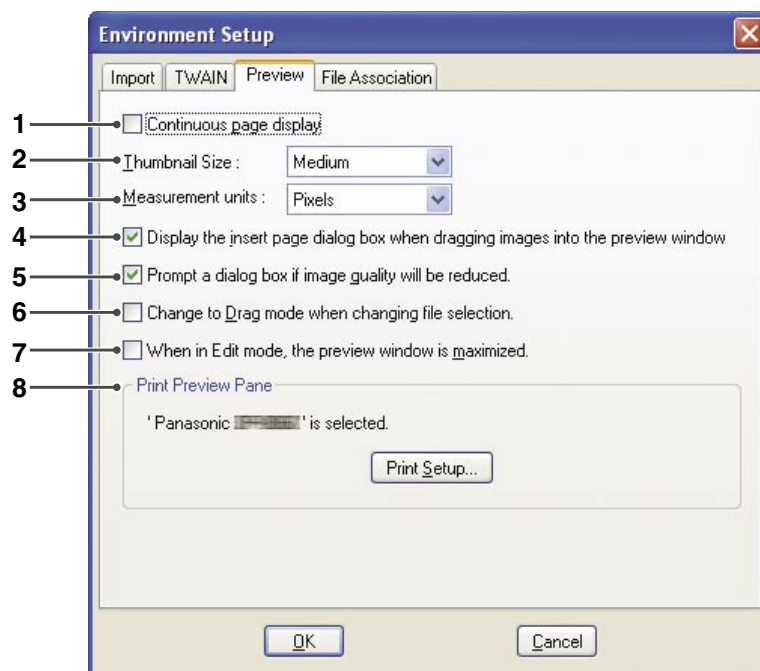 Environment Setup
Import TWAIN Preview File Association
1 Continuous page display
2 Thumbnail Size : Medium
3 Measurement units : Pixels
4 Display the insert page dialog box when dragging images into the preview window
5 Prompt a dialog box if image quality will be reduced.
6 Change to Drag mode when changing file selection.
7 When in Edit mode, the preview window is maximized.
8 Print Preview Pane
' Panasonic ' is selected.
Print Setup...
OK Cancel